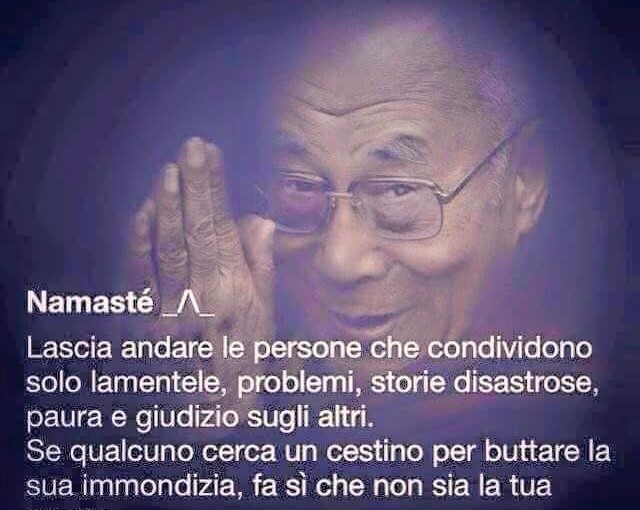 Namasté _/\_
Lascia andare le persone che condividono
solo lamentele, problemi, storie disastrose,
paura e giudizio sugli altri.
Se qualcuno cerca un cestino per buttare la
sua immondizia, fa sì che non sia la tua